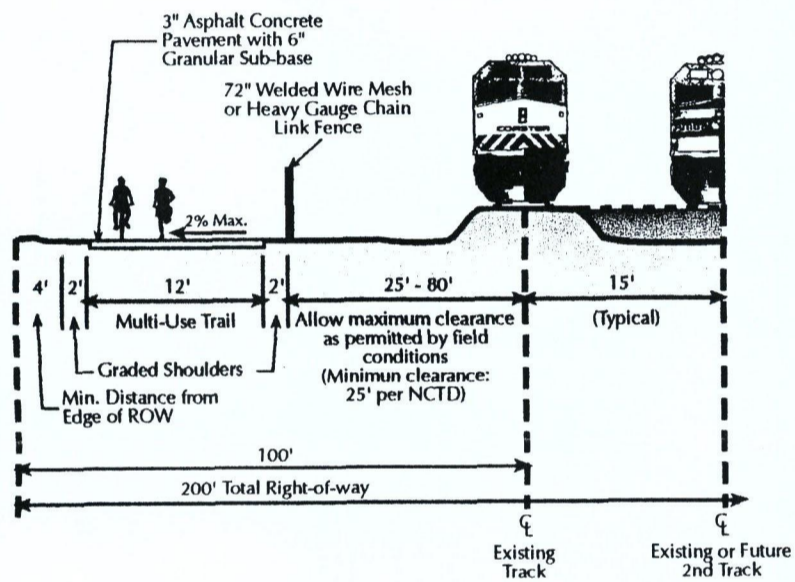 3" Asphalt Concrete
Pavement with 6"
Granular Sub-base
72" Welded Wire Mesh
or Heavy Gauge Chain
Link Fence
COASTER
2% Max.
4'
2'
12'
2'
25' - 80'
15'
Multi-Use Trail
Allow maximum clearance
as permitted by field
conditions
(Minimun clearance:
25' per NCTD)
(Typical)
Graded Shoulders
Min. Distance from
Edge of ROW
100'
200' Total Right-of-way
℄
Existing
Track
℄
Existing or Future
2nd Track